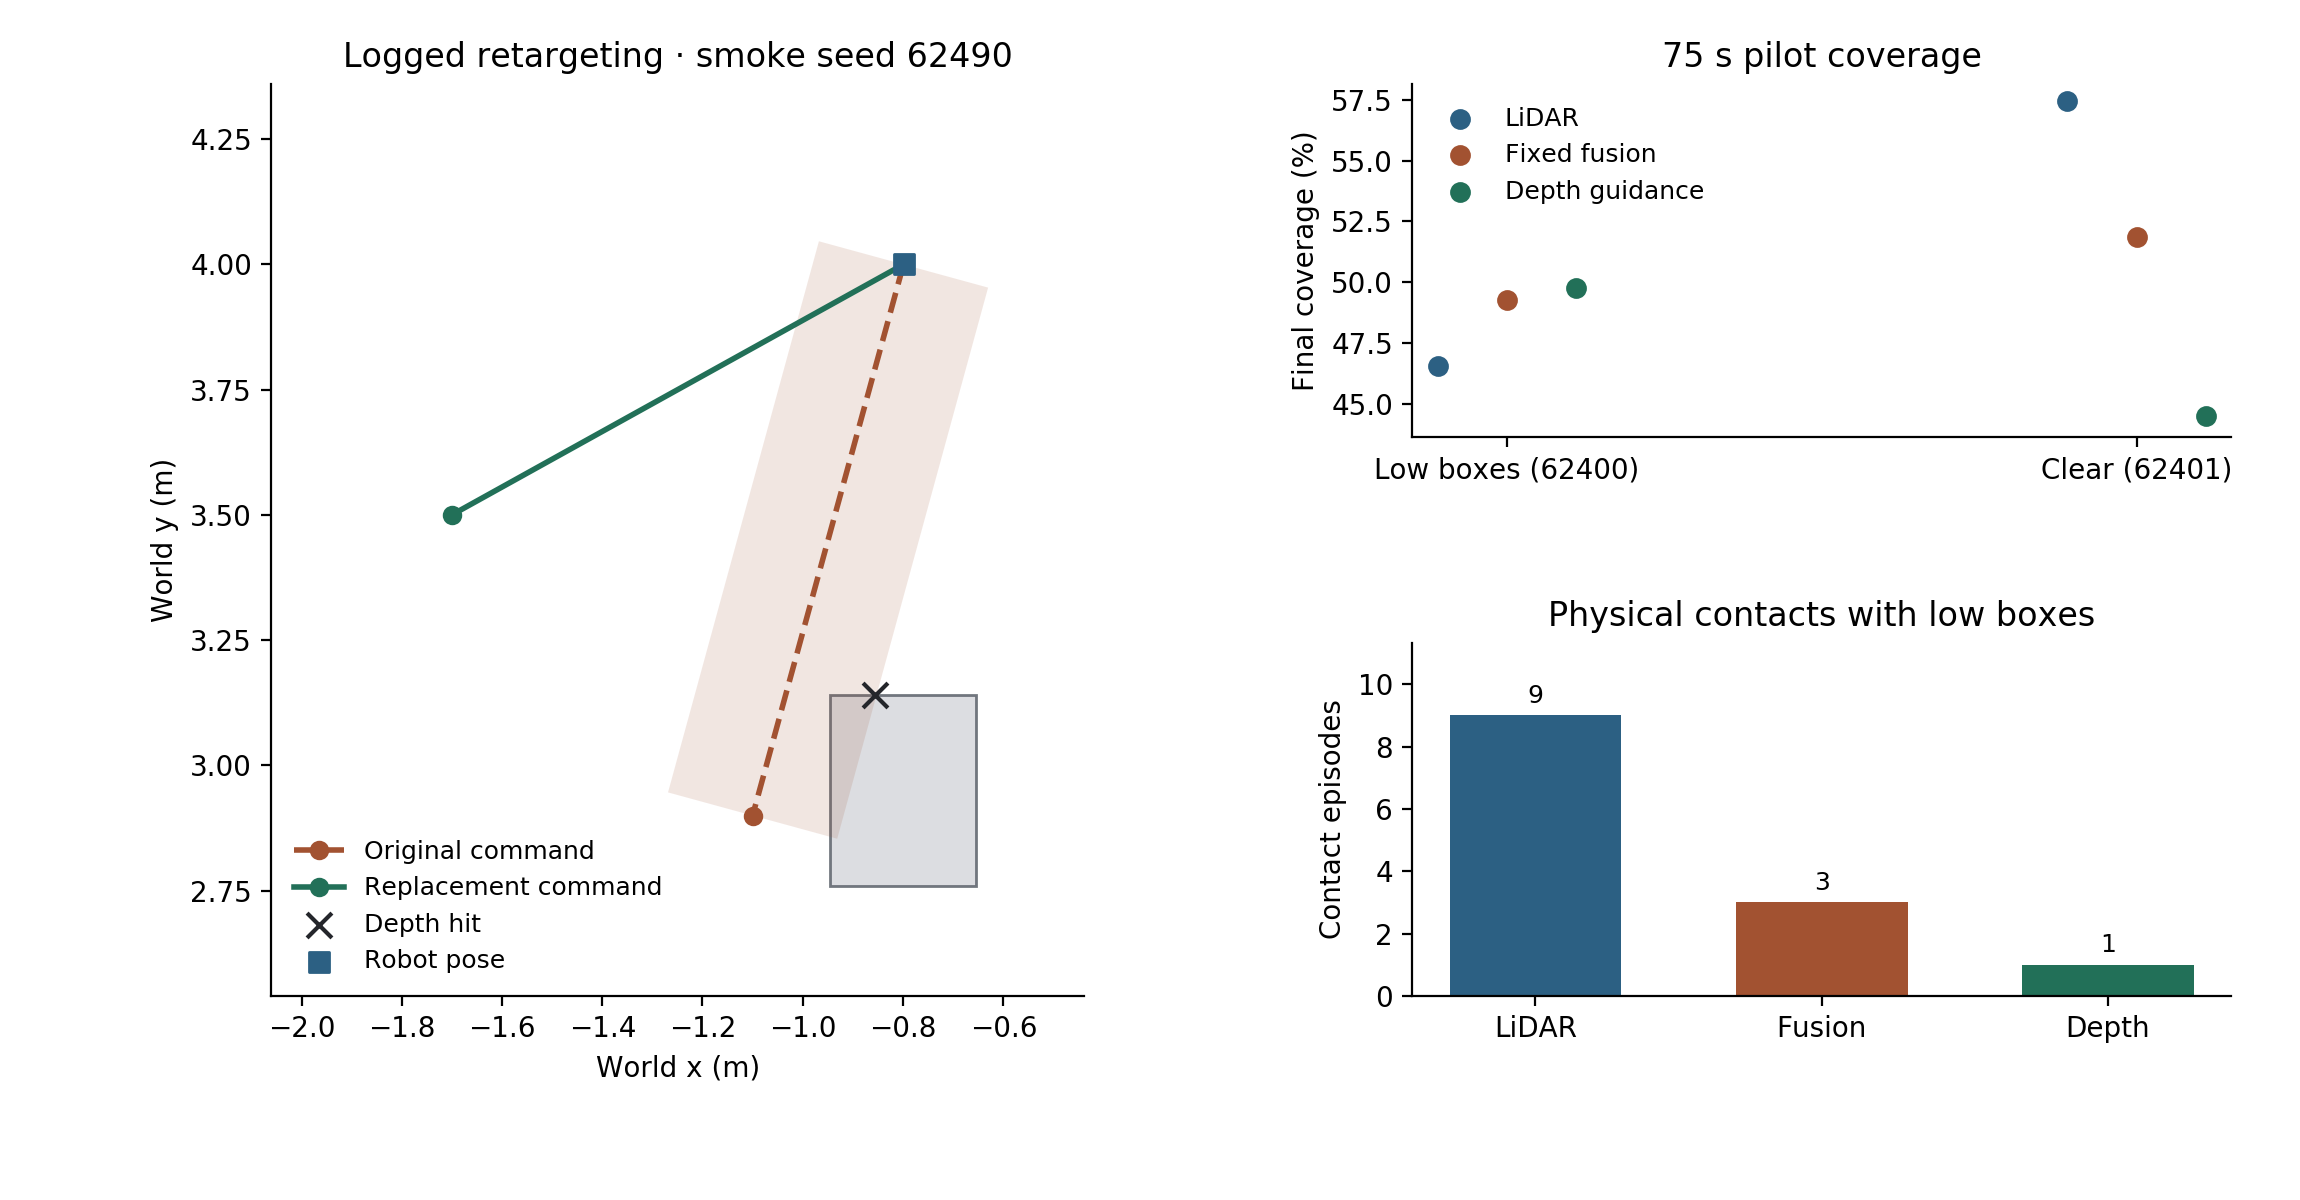 Logged retargeting · smoke seed 62490
World y (m)
4.25
4.00
3.75
3.50
3.25
3.00
2.75
Original command
Replacement command
Depth hit
Robot pose
−2.0 −1.8 −1.6 −1.4 −1.2 −1.0 −0.8 −0.6
World x (m)
75 s pilot coverage
Final coverage (%)
57.5
55.0
52.5
50.0
47.5
45.0
LiDAR
Fixed fusion
Depth guidance
Low boxes (62400) Clear (62401)
Physical contacts with low boxes
Contact episodes
10
8
6
4
2
0
9
3
1
LiDAR Fusion Depth